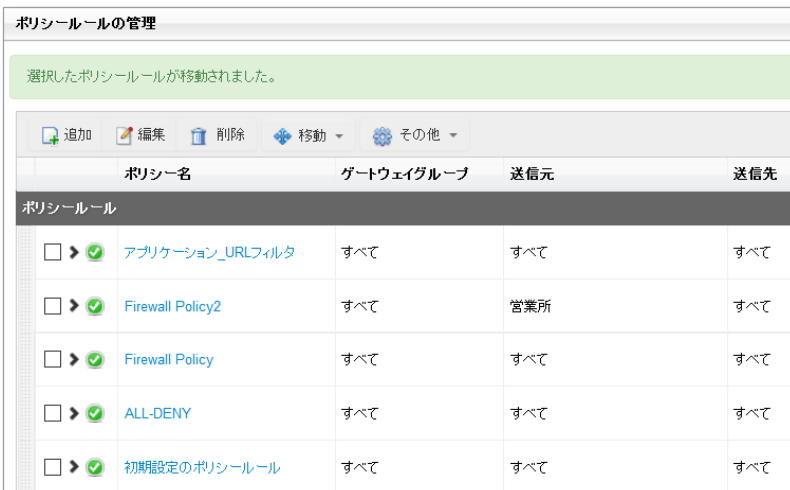 ポリシールールの管理
選択したポリシールールが移動されました。
追加 編集 削除 移動 その他
ポリシー名 ゲートウェイグループ 送信元 送信先
ポリシールール
アプリケーション_URLフィルタ すべて すべて すべて
Firewall Policy2 すべて 営業所 すべて
Firewall Policy すべて すべて すべて
ALL-DENY すべて すべて すべて
初期設定のポリシールール すべて すべて すべて